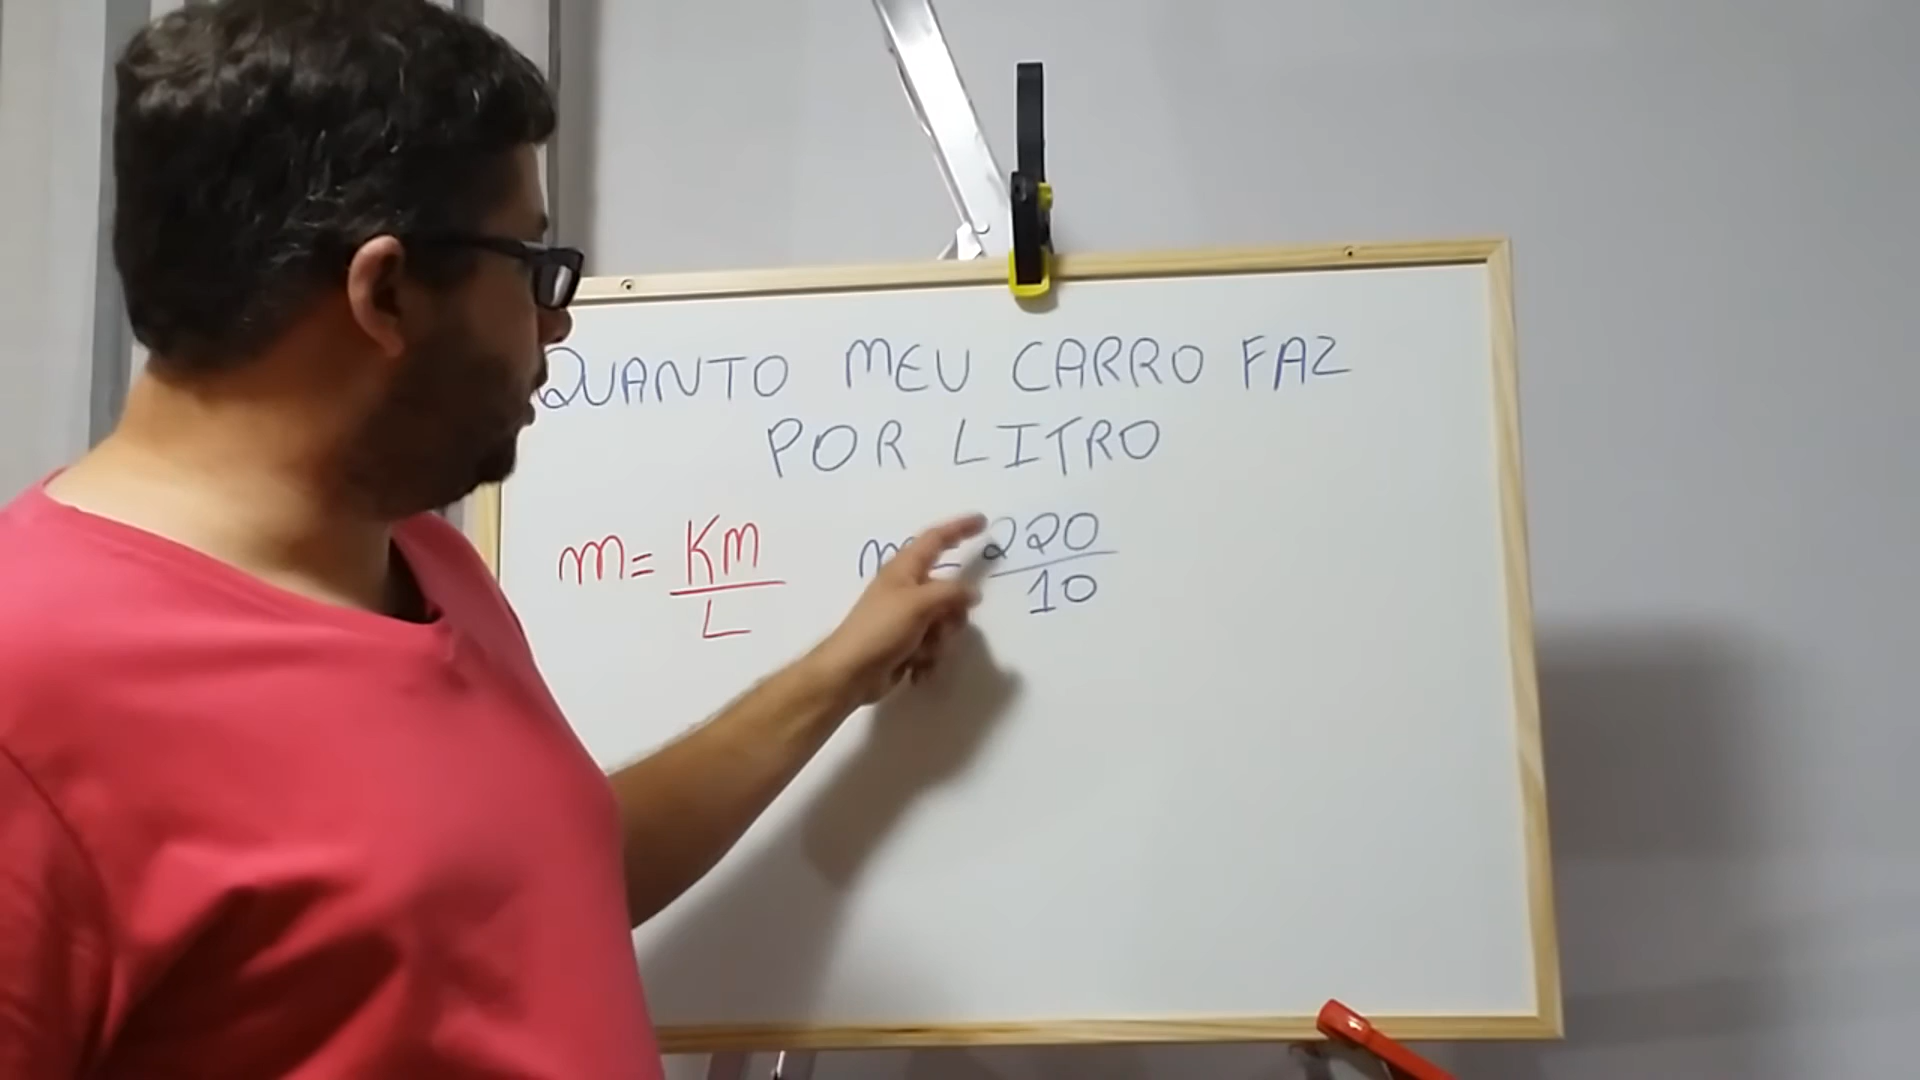 QUANTO MEU CARRO FAZ
POR LITRO
m = Km
L
m = 220
10